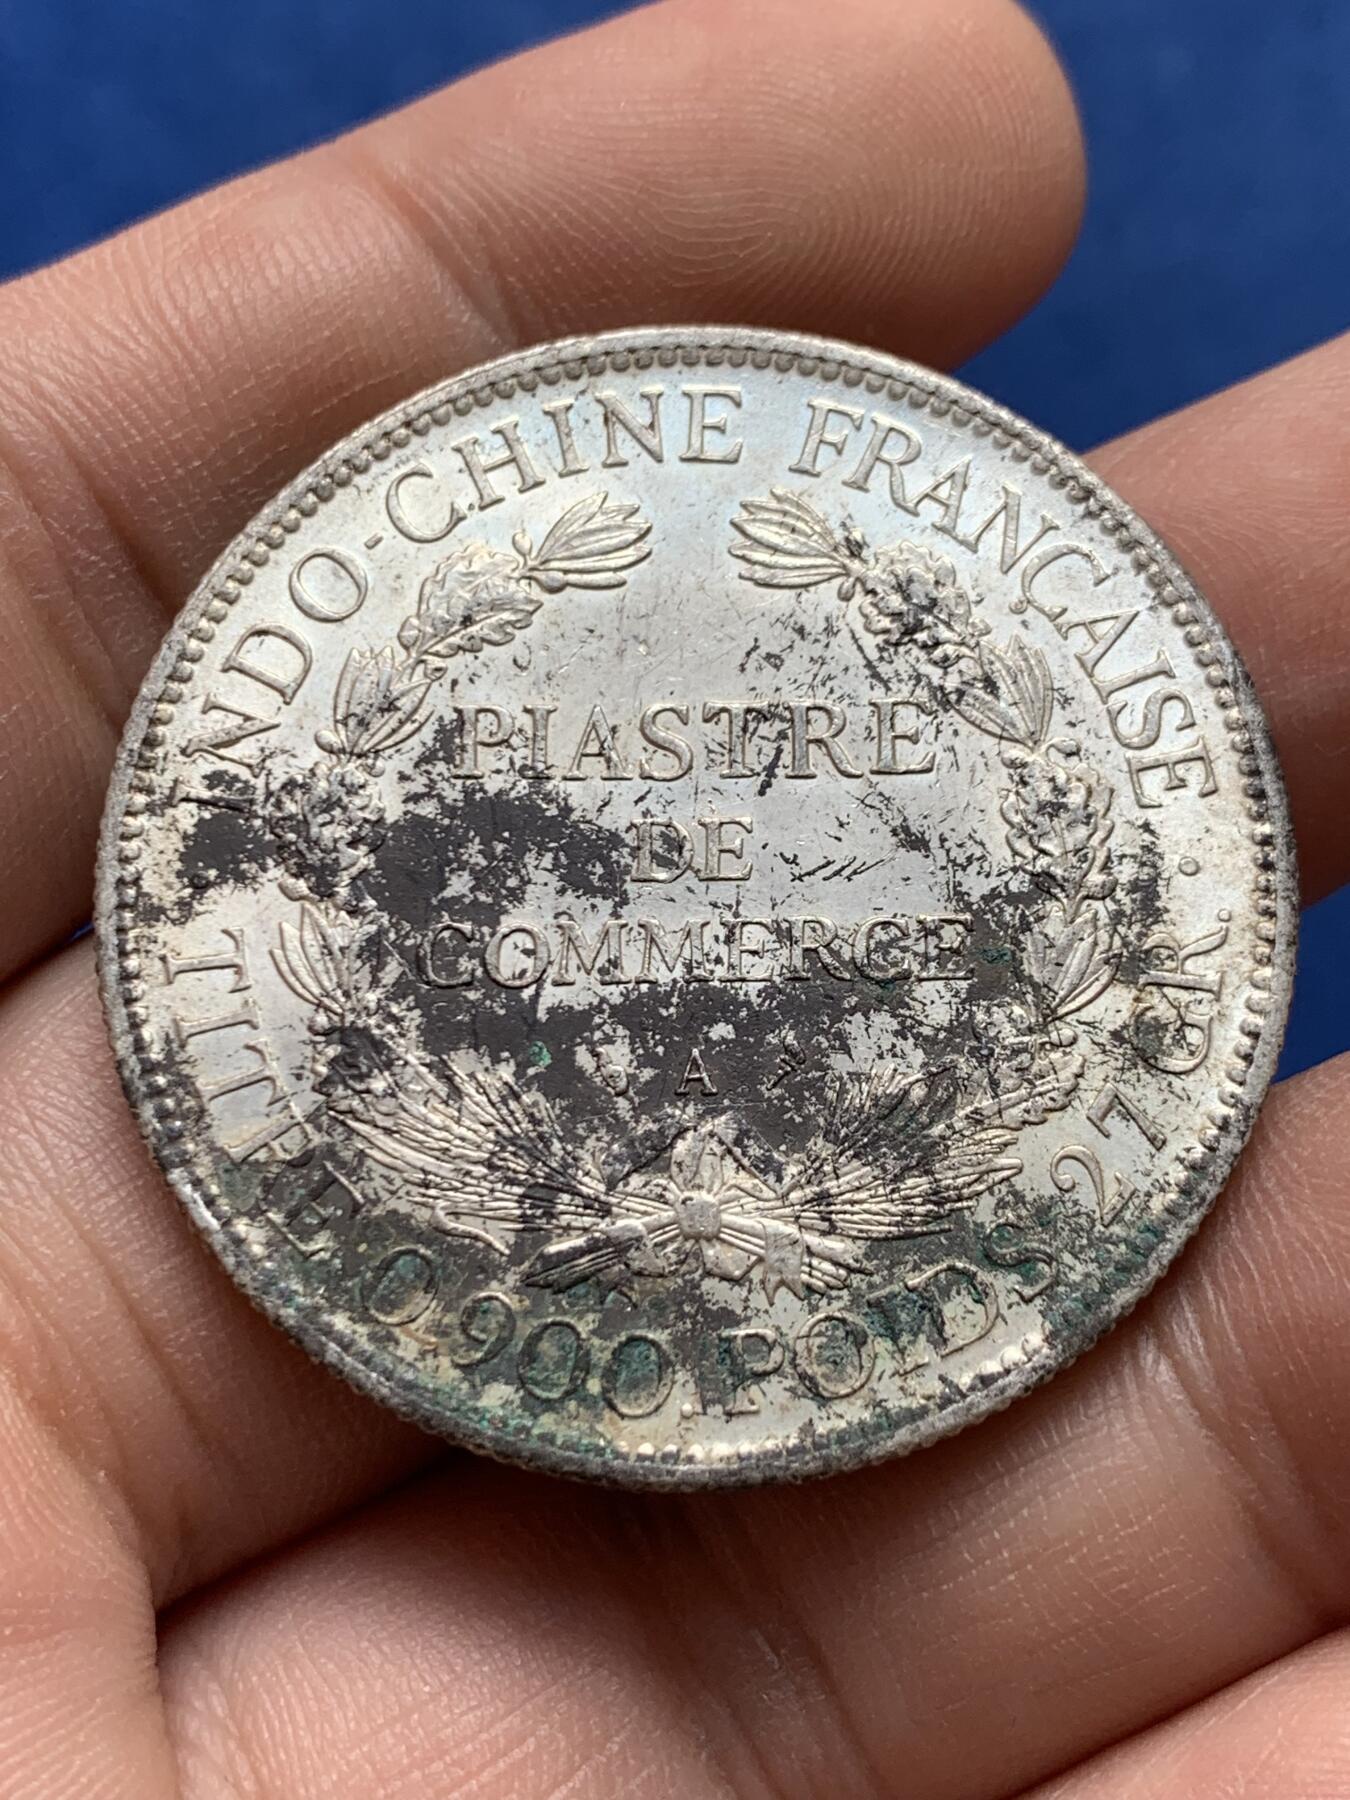 INDO-CHINE FRANÇAISE .
PIASTRE
DE
COMMERCE
A
TITRE 0,900. POIDS 27 GR.